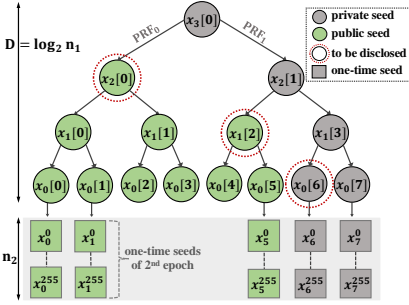 D = log₂ n₁
x₃[0]
PRF₀
PRF₁
private seed
public seed
to be disclosed
one-time seed
x₂[0]
x₂[1]
x₁[0]
x₁[1]
x₁[2]
x₁[3]
x₀[0]
x₀[1]
x₀[2]
x₀[3]
x₀[4]
x₀[5]
x₀[6]
x₀[7]
n₂
x₀⁰
x₁⁰
x₅⁰
x₆⁰
x₇⁰
one-time seeds
of 2nd epoch
x₀²⁵⁵
x₁²⁵⁵
x₅²⁵⁵
x₆²⁵⁵
x₇²⁵⁵